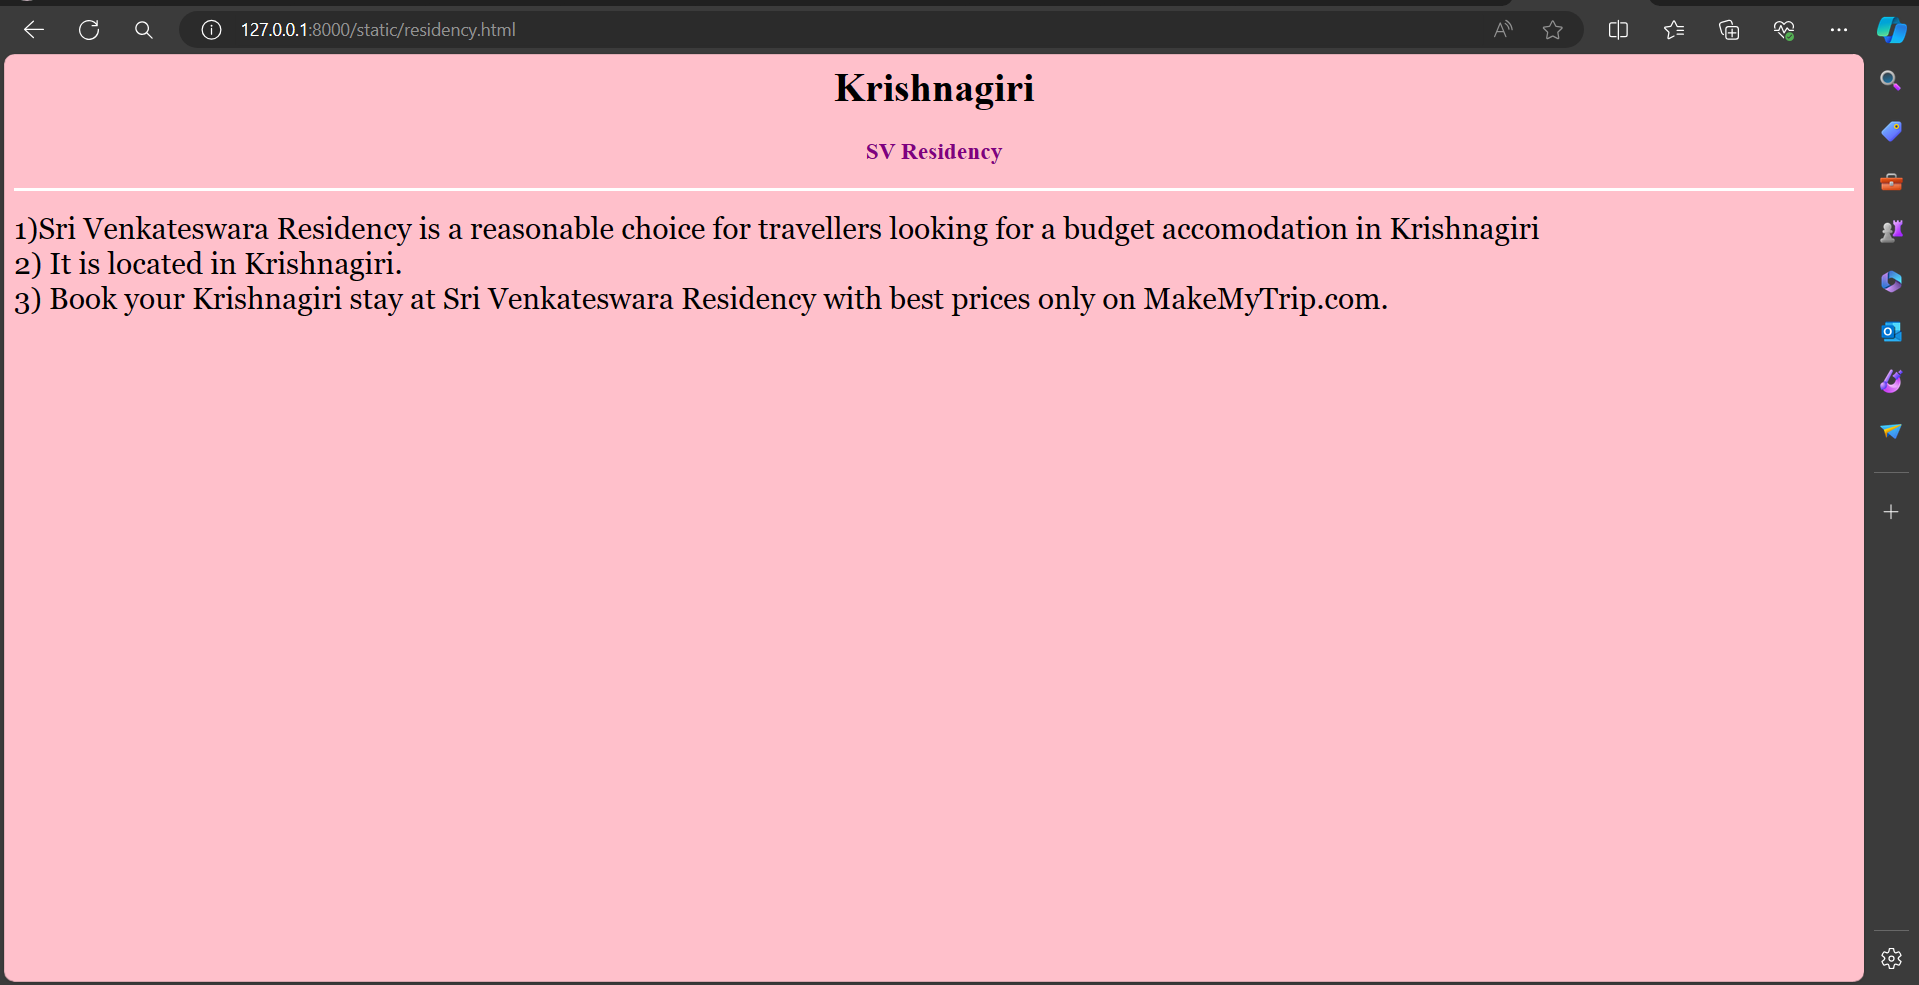 127.0.0.1:8000/static/residency.html
Krishnagiri
SV Residency
1)Sri Venkateswara Residency is a reasonable choice for travellers looking for a budget accomodation in Krishnagiri
2) It is located in Krishnagiri.
3) Book your Krishnagiri stay at Sri Venkateswara Residency with best prices only on MakeMyTrip.com.